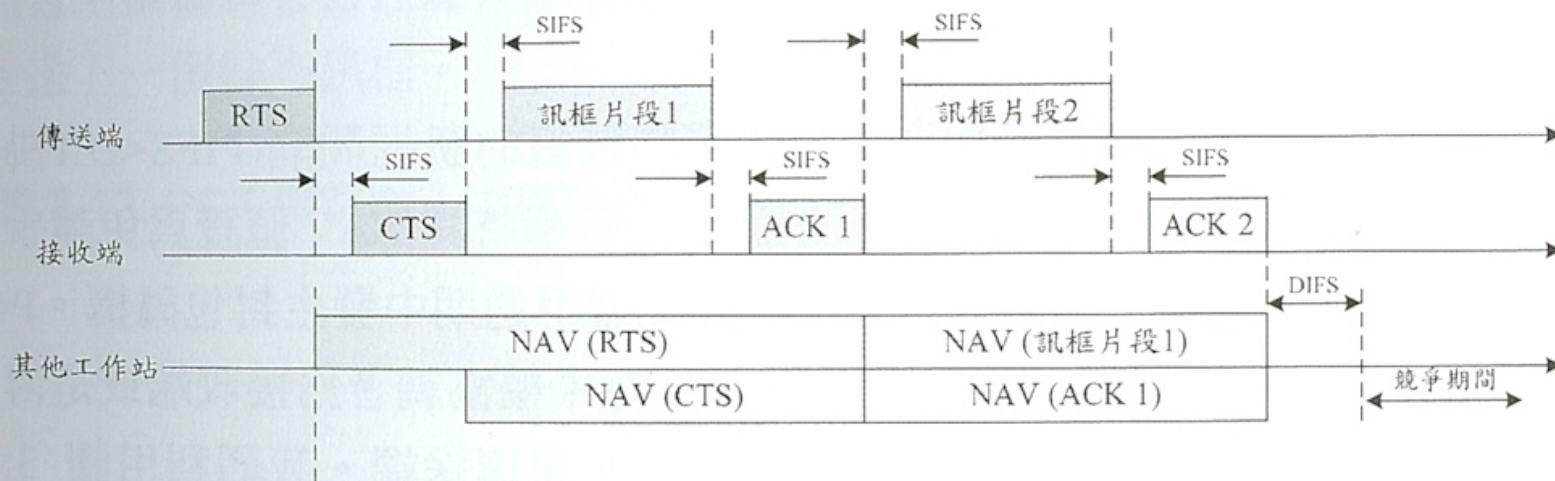 SIFS
SIFS
RTS
訊框片段1
訊框片段2
傳送端
SIFS
SIFS
SIFS
CTS
ACK 1
ACK 2
接收端
DIFS
NAV (RTS)
NAV (訊框片段1)
其他工作站
NAV (CTS)
NAV (ACK 1)
競爭期間